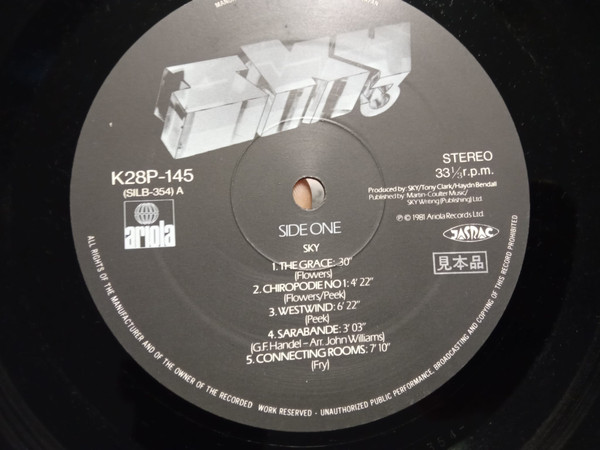 SKY 3
K28P-145
(SILB-354) A
ariola
STEREO
33 ⅓ r.p.m.
Produced by: SKY/Tony Clark/Haydn Bendall
Published by Martin-Coulter Music/
SKY Writing (Publishing) Ltd.
℗ © 1981 Ariola Records Ltd.
JASRAC
見本品
SIDE ONE
SKY
1. THE GRACE: 30"
(Flowers)
2. CHIROPODIE NO 1: 4' 22"
(Flowers/Peek)
3. WESTWIND: 6' 22"
(Peek)
4. SARABANDE: 3' 03"
(G.F. Handel – Arr. John Williams)
5. CONNECTING ROOMS: 7' 10"
(Fry)
ALL RIGHTS OF THE MANUFACTURER AND OF THE OWNER OF THE RECORDED WORK RESERVED - UNAUTHORIZED PUBLIC PERFORMANCE, BROADCASTING AND COPYING OF THIS RECORD PROHIBITED